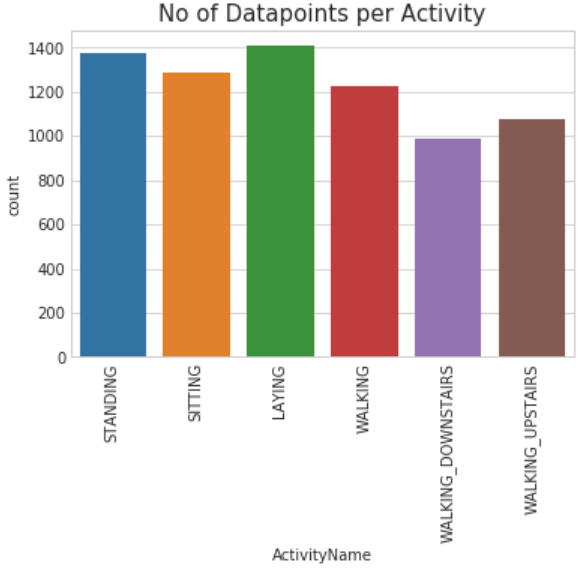 No of Datapoints per Activity
1400
1200
1000
800
600
400
200
0
count
STANDING
SITTING
LAYING
WALKING
WALKING_DOWNSTAIRS
WALKING_UPSTAIRS
ActivityName